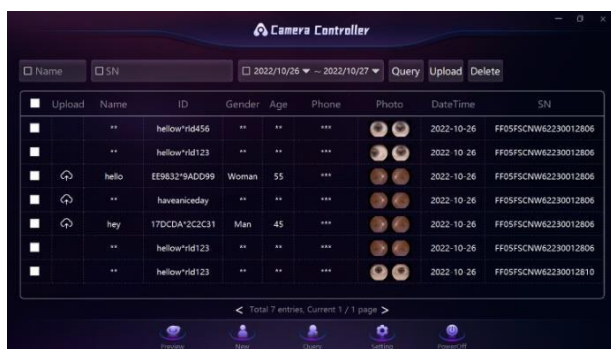 Camera Controller
Name SN 2022/10/26 ~ 2022/10/27 Query Upload Delete
Upload Name ID Gender Age Phone Photo DateTime SN
** hellow*rld456 ** ** *** 2022-10-26 FF05FSCNW62230012806
** hellow*rld123 ** ** *** 2022-10-26 FF05FSCNW62230012806
hello EE9832*9ADD99 Woman 55 *** 2022-10-26 FF05FSCNW62230012806
** haveaniceday ** ** *** 2022-10-26 FF05FSCNW62230012806
hey 17DCDA*2C2C31 Man 45 *** 2022-10-26 FF05FSCNW62230012806
** hellow*rld123 ** ** *** 2022-10-26 FF05FSCNW62230012806
** hellow*rld123 ** ** *** 2022-10-26 FF05FSCNW62230012810
< Total 7 entries, Current 1 / 1 page >
Preview New Query Setting PowerOff